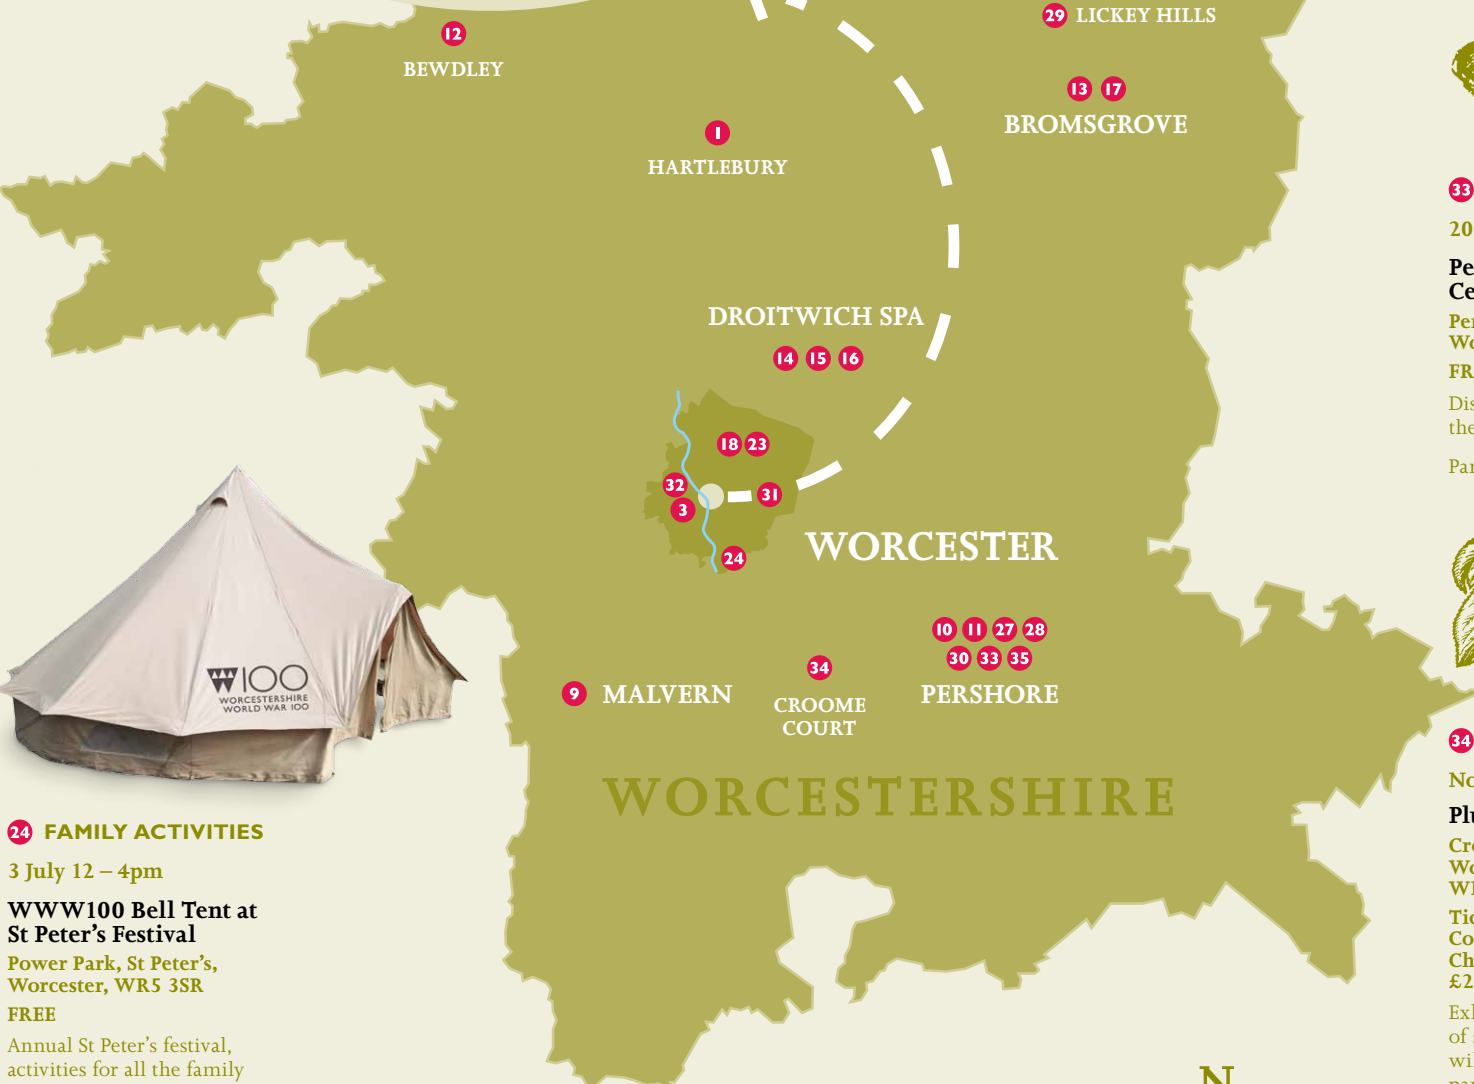 12
BEWDLEY
29 LICKEY HILLS
13 17
BROMSGROVE
1
HARTLEBURY
DROITWICH SPA
14 15 16
18 23
32
3
31
24
WORCESTER
10 11 27 28
30 33 35
PERSHORE
34
CROOME
COURT
9 MALVERN
WORCESTERSHIRE
N
W100
WORCESTERSHIRE
WORLD WAR 100
24 FAMILY ACTIVITIES
3 July 12 – 4pm
WWW100 Bell Tent at
St Peter’s Festival
Power Park, St Peter’s,
Worcester, WR5 3SR
FREE
Annual St Peter’s festival,
activities for all the family
33
20
34
£2
of